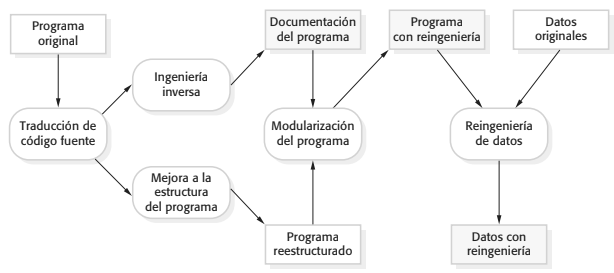 Programa
original
Documentación
del programa
Programa
con reingeniería
Datos
originales
Ingeniería
inversa
Traducción de
código fuente
Modularización
del programa
Reingeniería
de datos
Mejora a la
estructura
del programa
Programa
reestructurado
Datos con
reingeniería